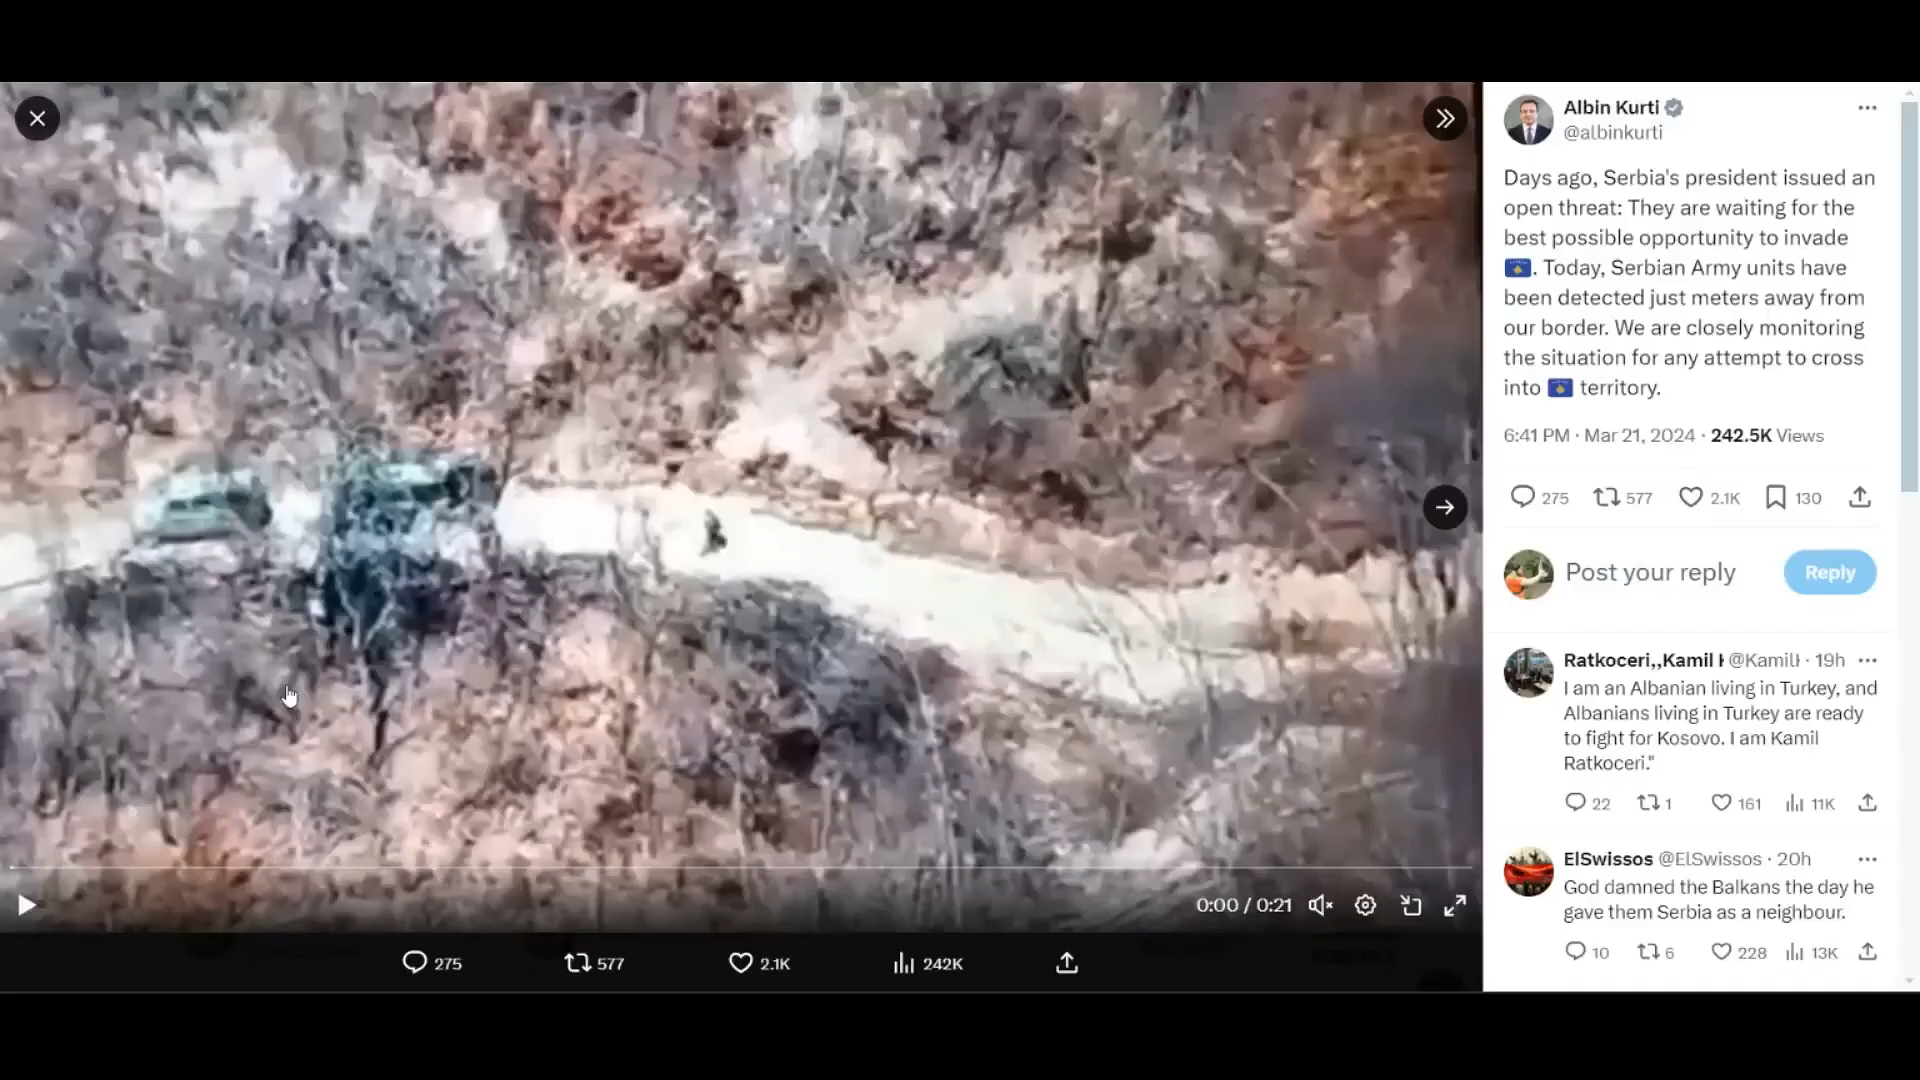 Albin Kurti
@albinkurti
Days ago, Serbia's president issued an
open threat: They are waiting for the
best possible opportunity to invade
🇽🇰. Today, Serbian Army units have
been detected just meters away from
our border. We are closely monitoring
the situation for any attempt to cross
into 🇽🇰 territory.
6:41 PM · Mar 21, 2024 · 242.5K Views
275 577 2.1K 130
Post your reply Reply
Ratkoceri,,Kamil @Kamil · 19h
I am an Albanian living in Turkey, and
Albanians living in Turkey are ready
to fight for Kosovo. I am Kamil
Ratkoceri."
22 1 161 11K
ElSwissos @ElSwissos · 20h
God damned the Balkans the day he
gave them Serbia as a neighbour.
10 6 228 13K
0:00 / 0:21
275 577 2.1K 242K